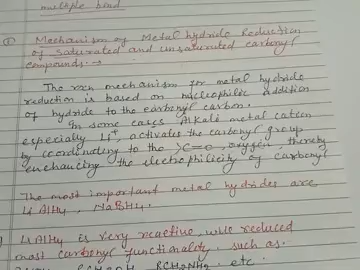 multiple bind
① Mechanism of Metal hydride Reduction
of saturated and unsaturated carbonyl
compounds:→
The rxn mechanism for metal hydride
reduction is based on nucleophilic addition
of hydride to the carbonyl carbon.
In some cases Alkali metal cation
especially Li⁺, activates the carbonyl group
by coordinating to the >C=O, oxygen, thereby
enhancing the electrophilicity of carbonyl
The most important metal hydrides are
LiAlH4, NaBH4.
LiAlH4 is very reactive, will reduced
most carbonyl functionality such as.
RCH2NH2 etc.